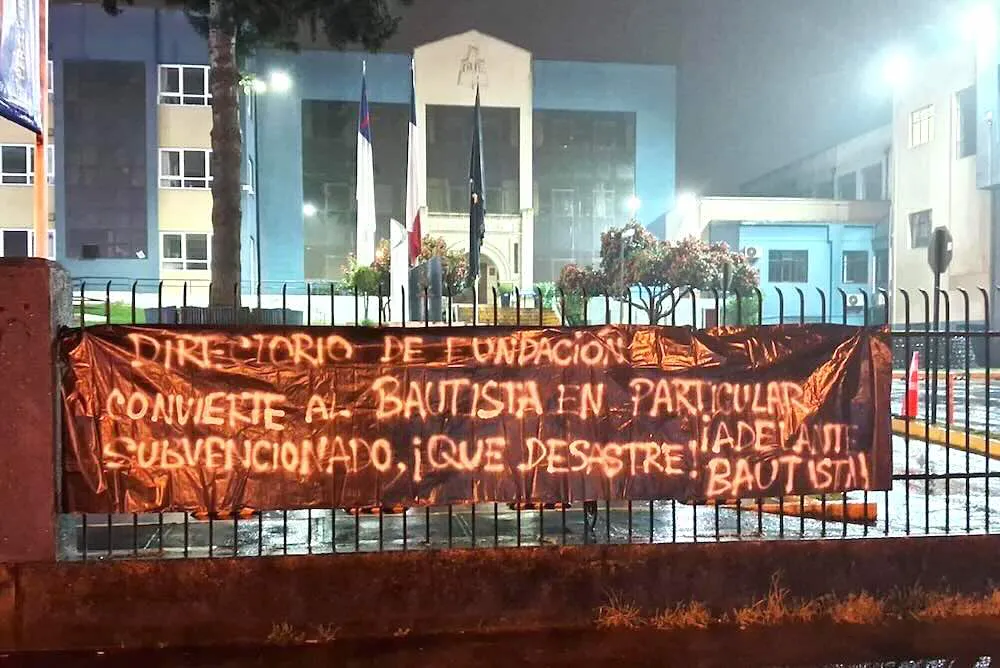 DIRECTORIO DE FUNDACIÓN
CONVIERTE AL BAUTISTA EN PARTICULAR
SUBVENCIONADO, ¡QUE DESASTRE! ¡ADELANTE
BAUTISTA!